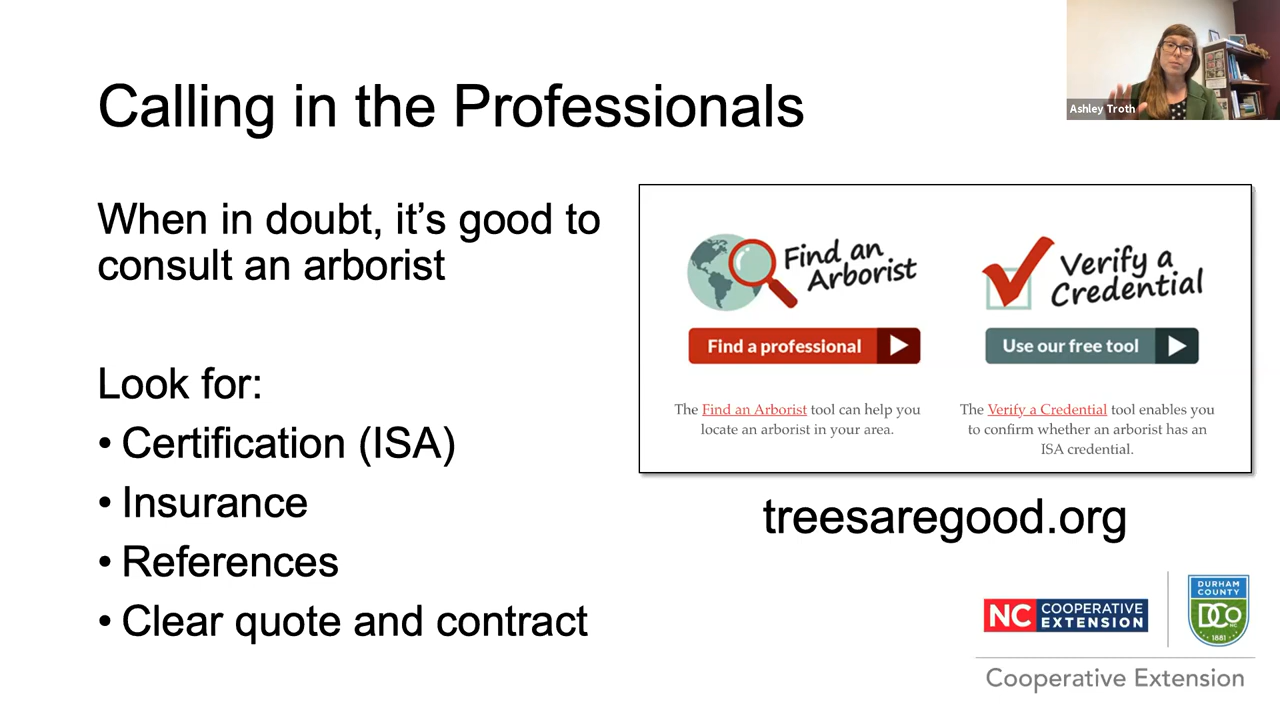 Calling in the Professionals
Ashley Troth
When in doubt, it's good to
consult an arborist
Look for:
• Certification (ISA)
• Insurance
• References
• Clear quote and contract
Find an
Arborist
Find a professional
The Find an Arborist tool can help you
locate an arborist in your area.
Verify a
Credential
Use our free tool
The Verify a Credential tool enables you
to confirm whether an arborist has an
ISA credential.
treesaregood.org
NC COOPERATIVE
EXTENSION
DURHAM
COUNTY
DCo
NC
1881
Cooperative Extension